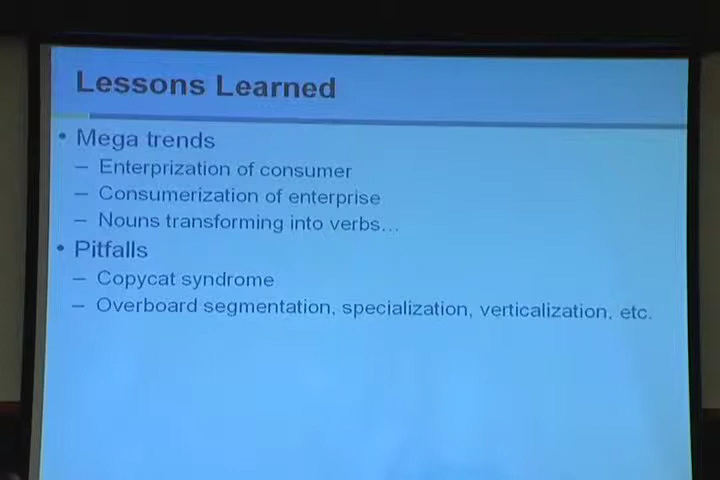 Lessons Learned
• Mega trends
– Enterprization of consumer
– Consumerization of enterprise
– Nouns transforming into verbs…
• Pitfalls
– Copycat syndrome
– Overboard segmentation, specialization, verticalization, etc.